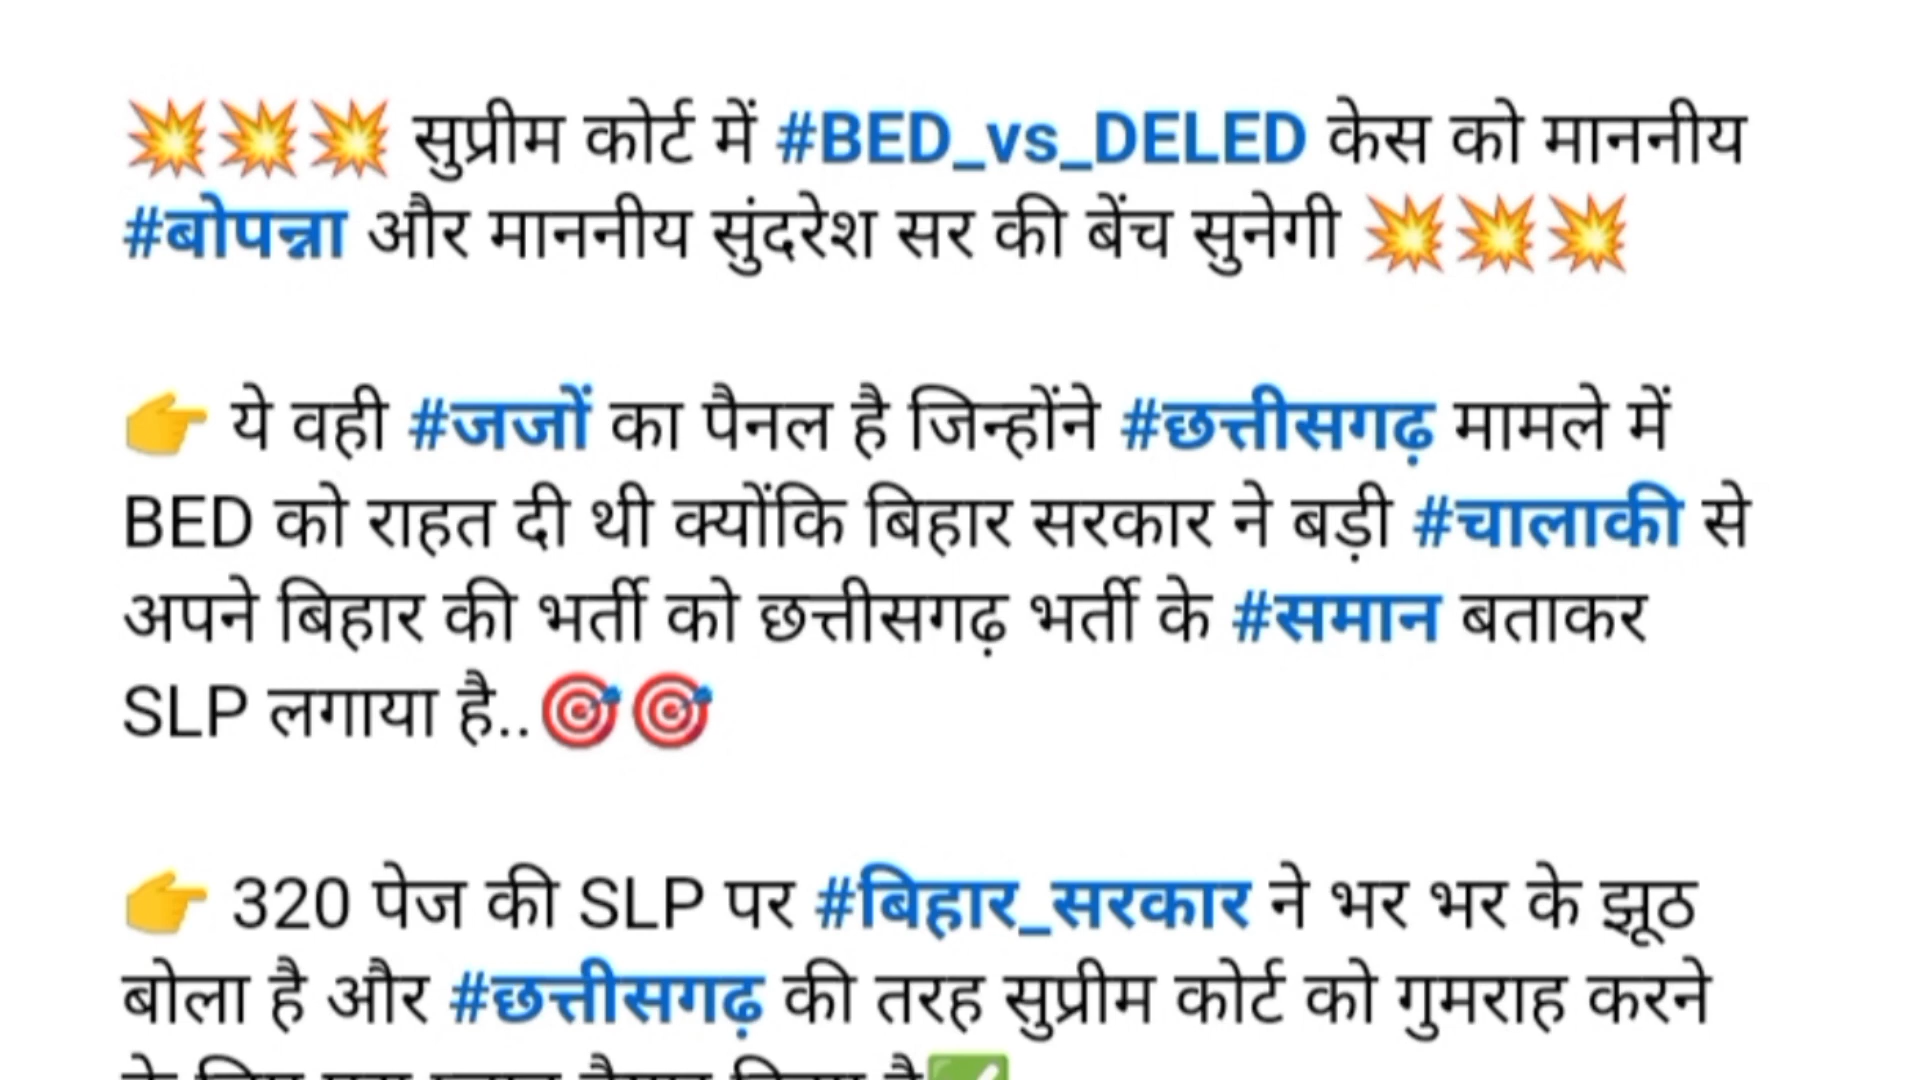 💥💥💥 सुप्रीम कोर्ट में #BED_vs_DELED केस को माननीय
#बोपन्ना और माननीय सुंदरेश सर की बेंच सुनेगी 💥💥💥
👉 ये वही #जजों का पैनल है जिन्होंने #छत्तीसगढ़ मामले में
BED को राहत दी थी क्योंकि बिहार सरकार ने बड़ी #चालाकी से
अपने बिहार की भर्ती को छत्तीसगढ़ भर्ती के #समान बताकर
SLP लगाया है..🎯🎯
👉 320 पेज की SLP पर #बिहार_सरकार ने भर भर के झूठ
बोला है और #छत्तीसगढ़ की तरह सुप्रीम कोर्ट को गुमराह करने